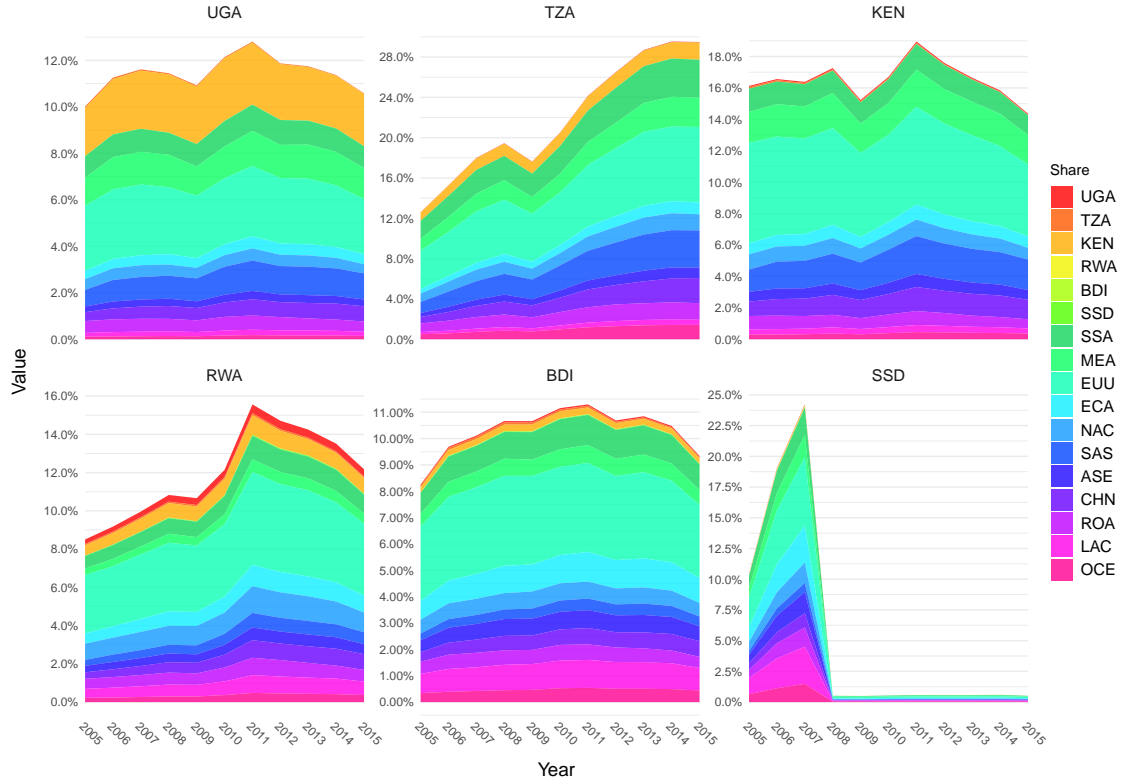 UGA
TZA
KEN
12.0%
10.0%
8.0%
6.0%
4.0%
2.0%
0.0%
28.0%
24.0%
20.0%
16.0%
12.0%
8.0%
4.0%
0.0%
18.0%
16.0%
14.0%
12.0%
10.0%
8.0%
6.0%
4.0%
2.0%
0.0%
RWA
BDI
SSD
16.0%
14.0%
12.0%
10.0%
8.0%
6.0%
4.0%
2.0%
0.0%
11.00%
10.00%
9.00%
8.00%
7.00%
6.00%
5.00%
4.00%
3.00%
2.00%
1.00%
0.00%
25.0%
22.5%
20.0%
17.5%
15.0%
12.5%
10.0%
7.5%
5.0%
2.5%
0.0%
2005 2006 2007 2008 2009 2010 2011 2012 2013 2014 2015
2005 2006 2007 2008 2009 2010 2011 2012 2013 2014 2015
2005 2006 2007 2008 2009 2010 2011 2012 2013 2014 2015
Value
Year
Share
UGA
TZA
KEN
RWA
BDI
SSD
SSA
MEA
EUU
ECA
NAC
SAS
ASE
CHN
ROA
LAC
OCE